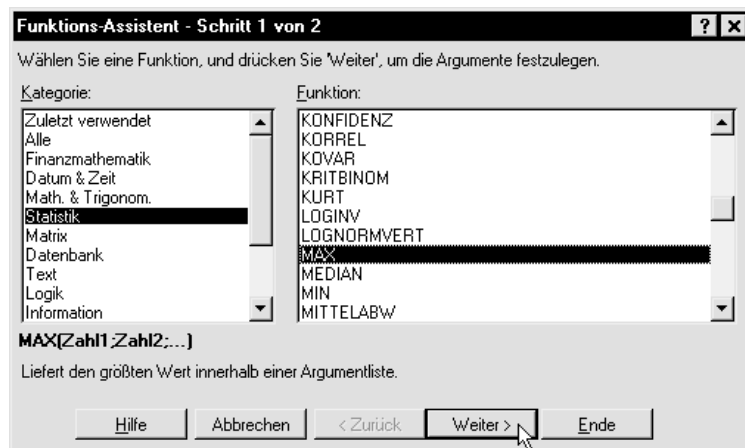 Funktions-Assistent - Schritt 1 von 2
Wählen Sie eine Funktion, und drücken Sie 'Weiter', um die Argumente festzulegen.
Kategorie:
Zuletzt verwendet
Alle
Finanzmathematik
Datum & Zeit
Math. & Trigonom.
Statistik
Matrix
Datenbank
Text
Logik
Information
Funktion:
KONFIDENZ
KORREL
KOVAR
KRITBINOM
KURT
LOGINV
LOGNORMVERT
MAX
MEDIAN
MIN
MITTELABW
MAX(Zahl1;Zahl2;...)
Liefert den größten Wert innerhalb einer Argumentliste.
Hilfe
Abbrechen
< Zurück
Weiter >
Ende